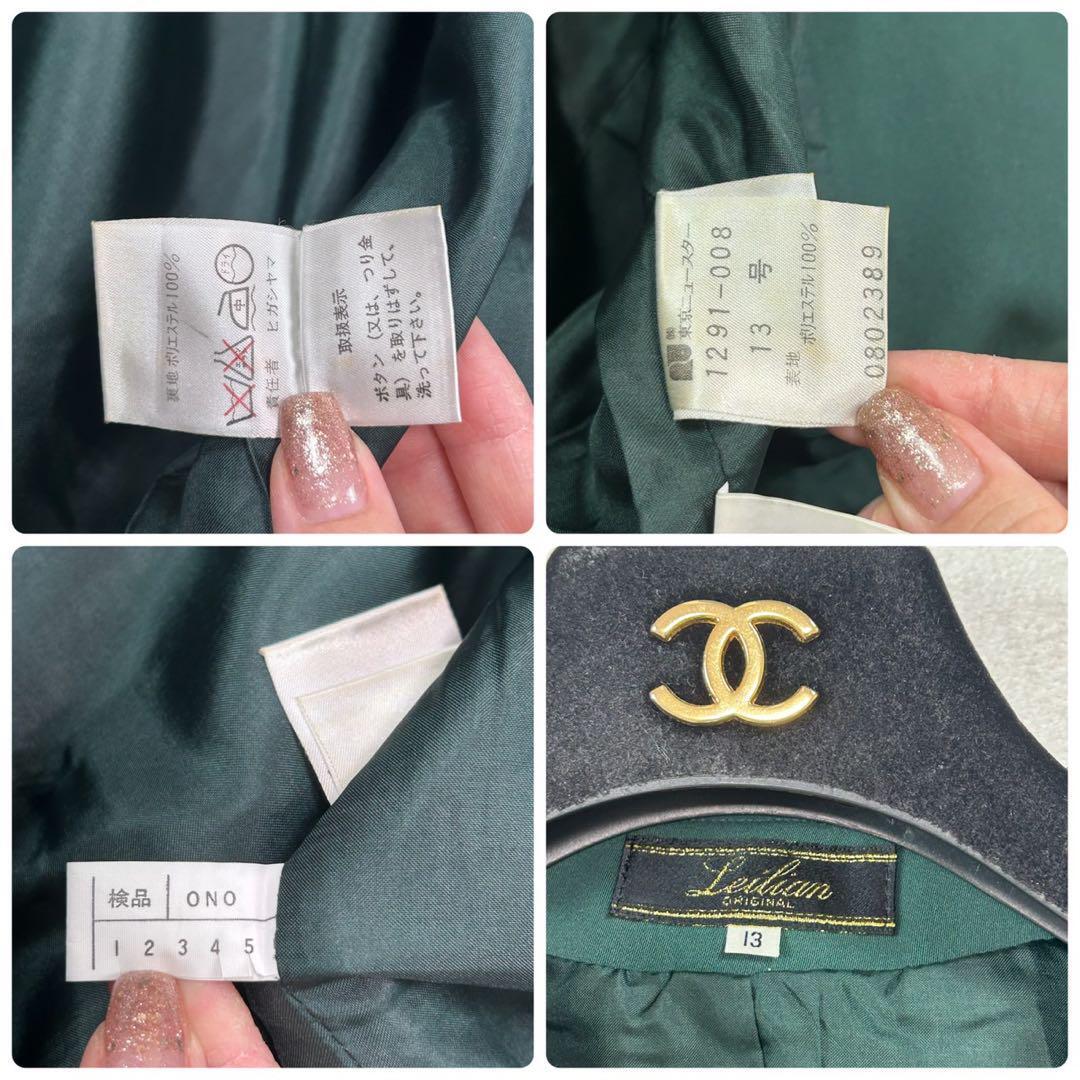 取扱表示
ボタン（又は、つり金
具）を取りはずして、
洗って下さい。
裏地 ポリエステル100%
ドライ
中
責任者 ヒガシヤマ
東京ニュースター
1291-008
13 号
表地 ポリエステル100%
0802389
検品 ONO
1 2 3 4 5
Leilian
ORIGINAL
13